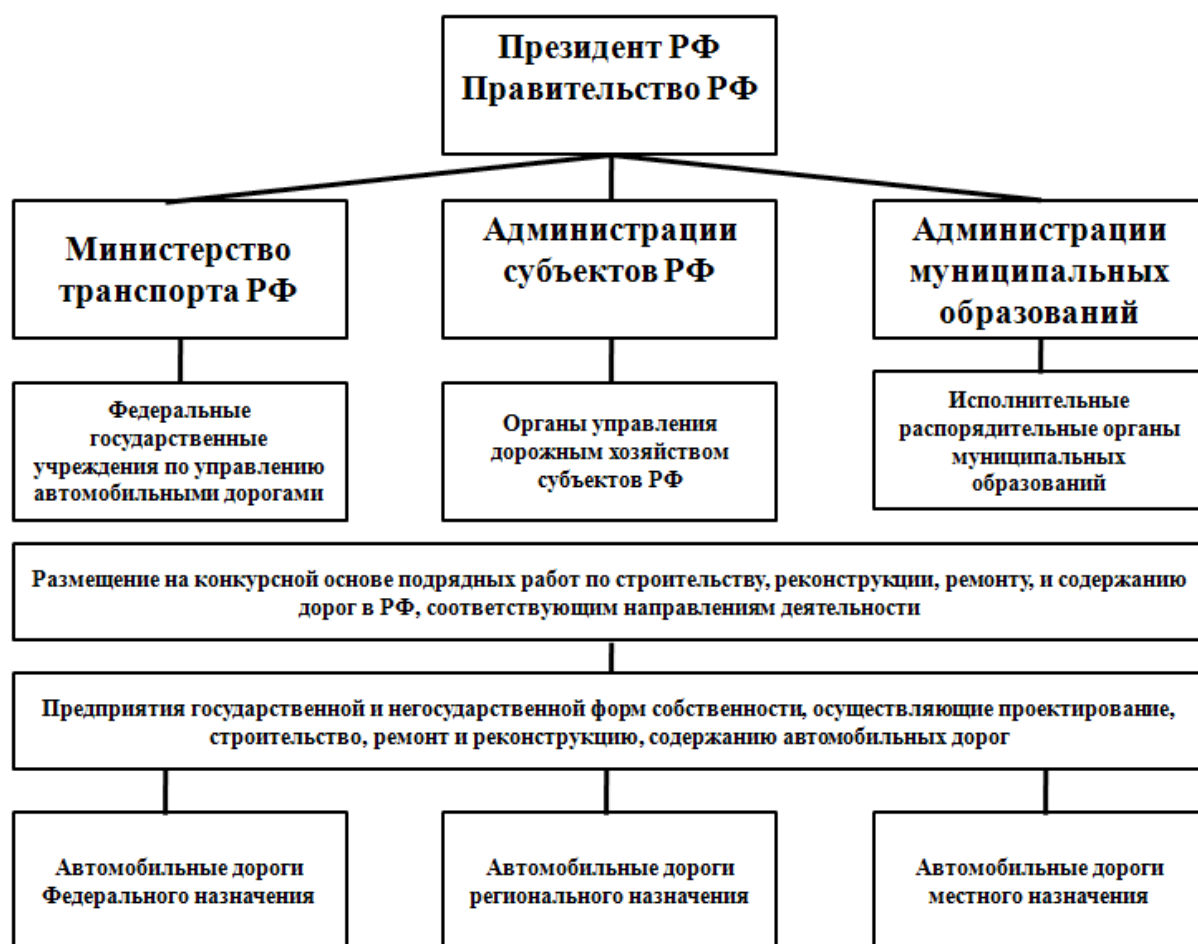 Президент РФ
Правительство РФ
Министерство
транспорта РФ
Администрации
субъектов РФ
Администрации
муниципальных
образований
Федеральные
государственные
учреждения по управлению
автомобильными дорогами
Органы управления
дорожным хозяйством
субъектов РФ
Исполнительные
распорядительные органы
муниципальных
образований
Размещение на конкурсной основе подрядных работ по строительству, реконструкции, ремонту, и содержанию
дорог в РФ, соответствующим направлениям деятельности
Предприятия государственной и негосударственной форм собственности, осуществляющие проектирование,
строительство, ремонт и реконструкцию, содержанию автомобильных дорог
Автомобильные дороги
Федерального назначения
Автомобильные дороги
регионального назначения
Автомобильные дороги
местного назначения